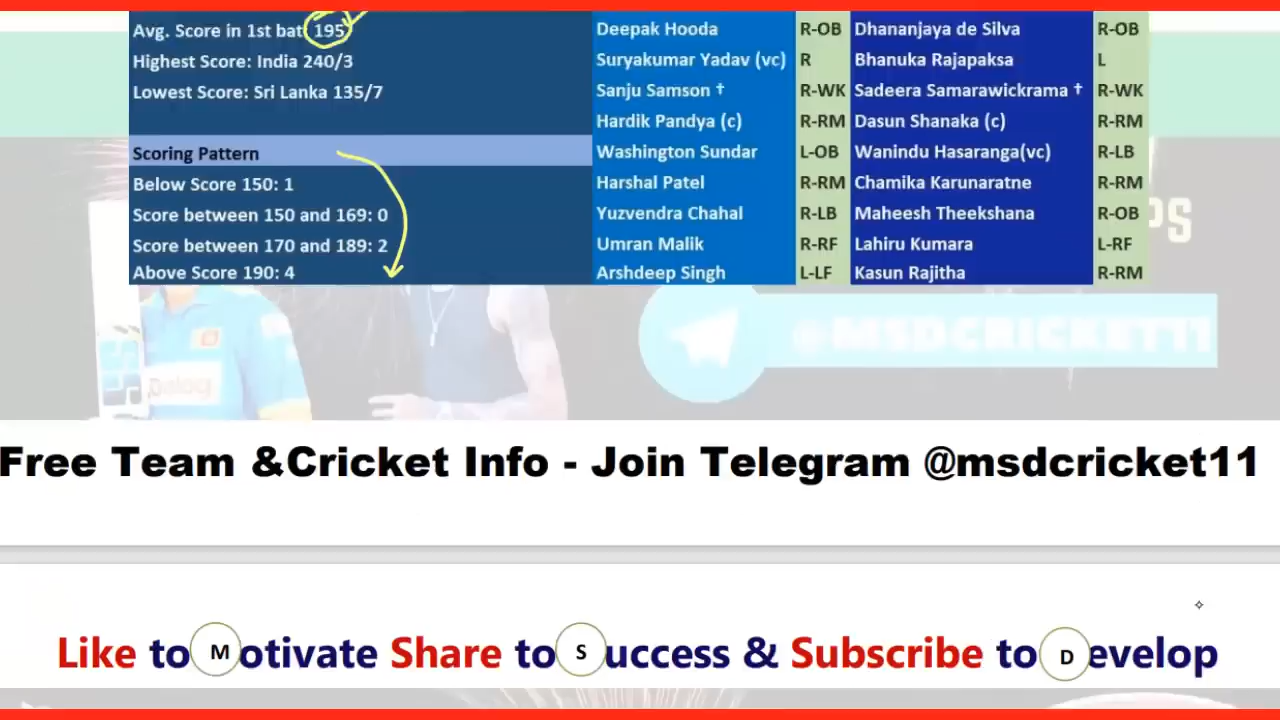 Avg. Score in 1st bat 195
Highest Score: India 240/3
Lowest Score: Sri Lanka 135/7
Scoring Pattern
Below Score 150: 1
Score between 150 and 169: 0
Score between 170 and 189: 2
Above Score 190: 4
Deepak Hooda R-OB Dhananjaya de Silva R-OB
Suryakumar Yadav (vc) R Bhanuka Rajapaksa L
Sanju Samson † R-WK Sadeera Samarawickrama † R-WK
Hardik Pandya (c) R-RM Dasun Shanaka (c) R-RM
Washington Sundar L-OB Wanindu Hasaranga(vc) R-LB
Harshal Patel R-RM Chamika Karunaratne R-RM
Yuzvendra Chahal R-LB Maheesh Theekshana R-OB
Umran Malik R-RF Lahiru Kumara L-RF
Arshdeep Singh L-LF Kasun Rajitha R-RM
PS
@MSDCRICKET11
Dialog
Free Team &Cricket Info - Join Telegram @msdcricket11
Like to Motivate Share to Success & Subscribe to Develop